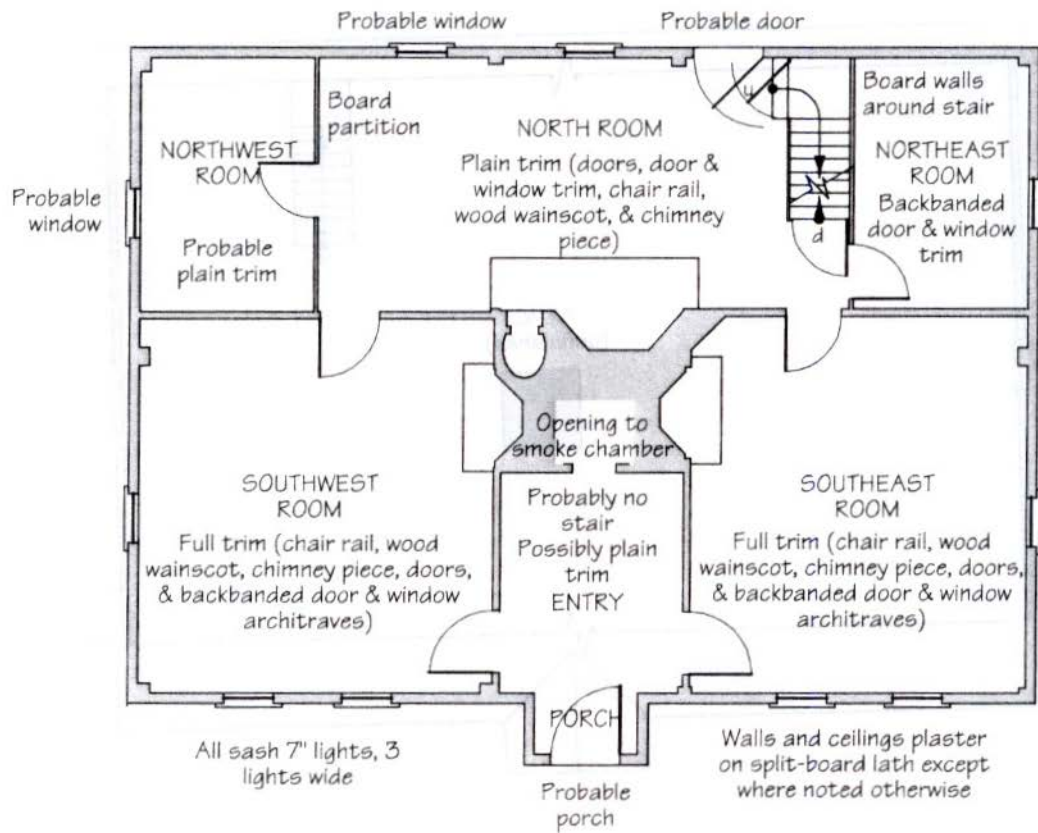 Probable window
Probable door
Board
partition
Board walls
around stair
u
NORTHWEST
ROOM
NORTH ROOM
Plain trim (doors, door &
window trim, chair rail,
wood wainscot, & chimney
piece)
NORTHEAST
ROOM
Backbanded
door & window
trim
Probable
window
Probable
plain trim
d
Opening to
smoke chamber
SOUTHWEST
ROOM
Full trim (chair rail, wood
wainscot, chimney piece, doors,
& backbanded door & window
architraves)
Probably no
stair
Possibly plain
trim
ENTRY
SOUTHEAST
ROOM
Full trim (chair rail, wood
wainscot, chimney piece, doors,
& backbanded door & window
architraves)
PORCH
All sash 7" lights, 3
lights wide
Probable
porch
Walls and ceilings plaster
on split-board lath except
where noted otherwise